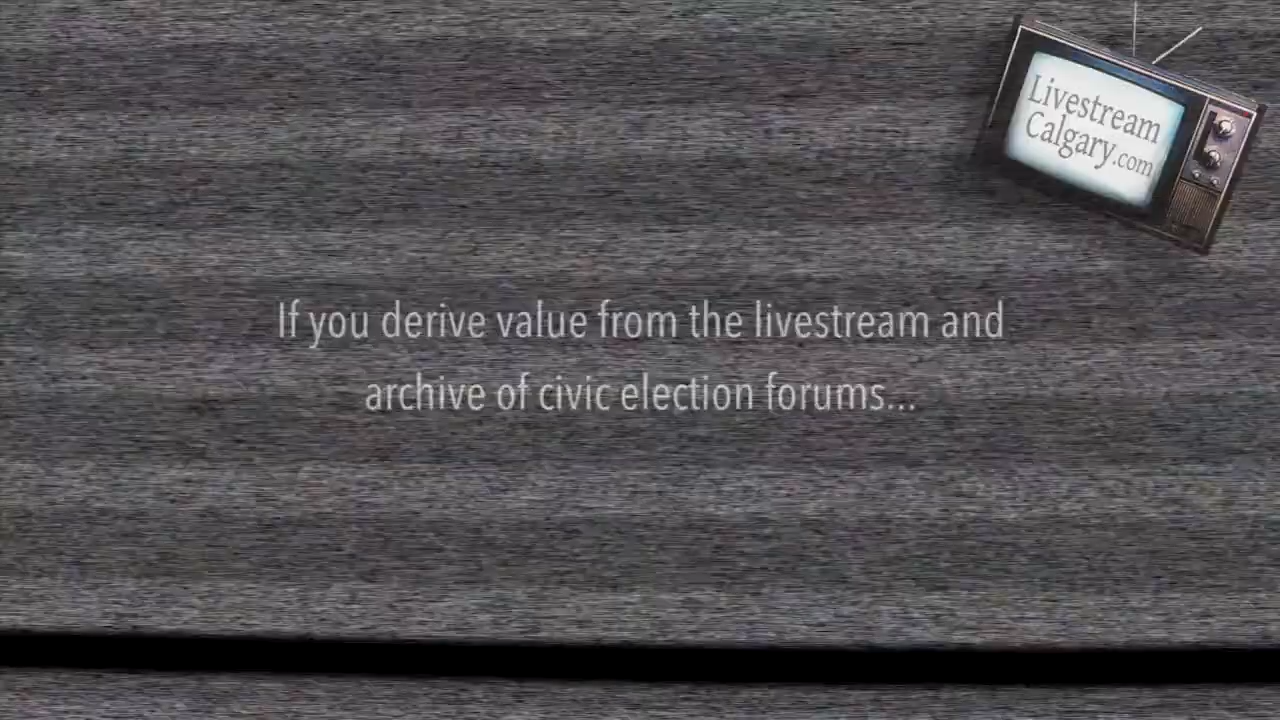 Livestream
Calgary.com
If you derive value from the livestream and
archive of civic election forums...